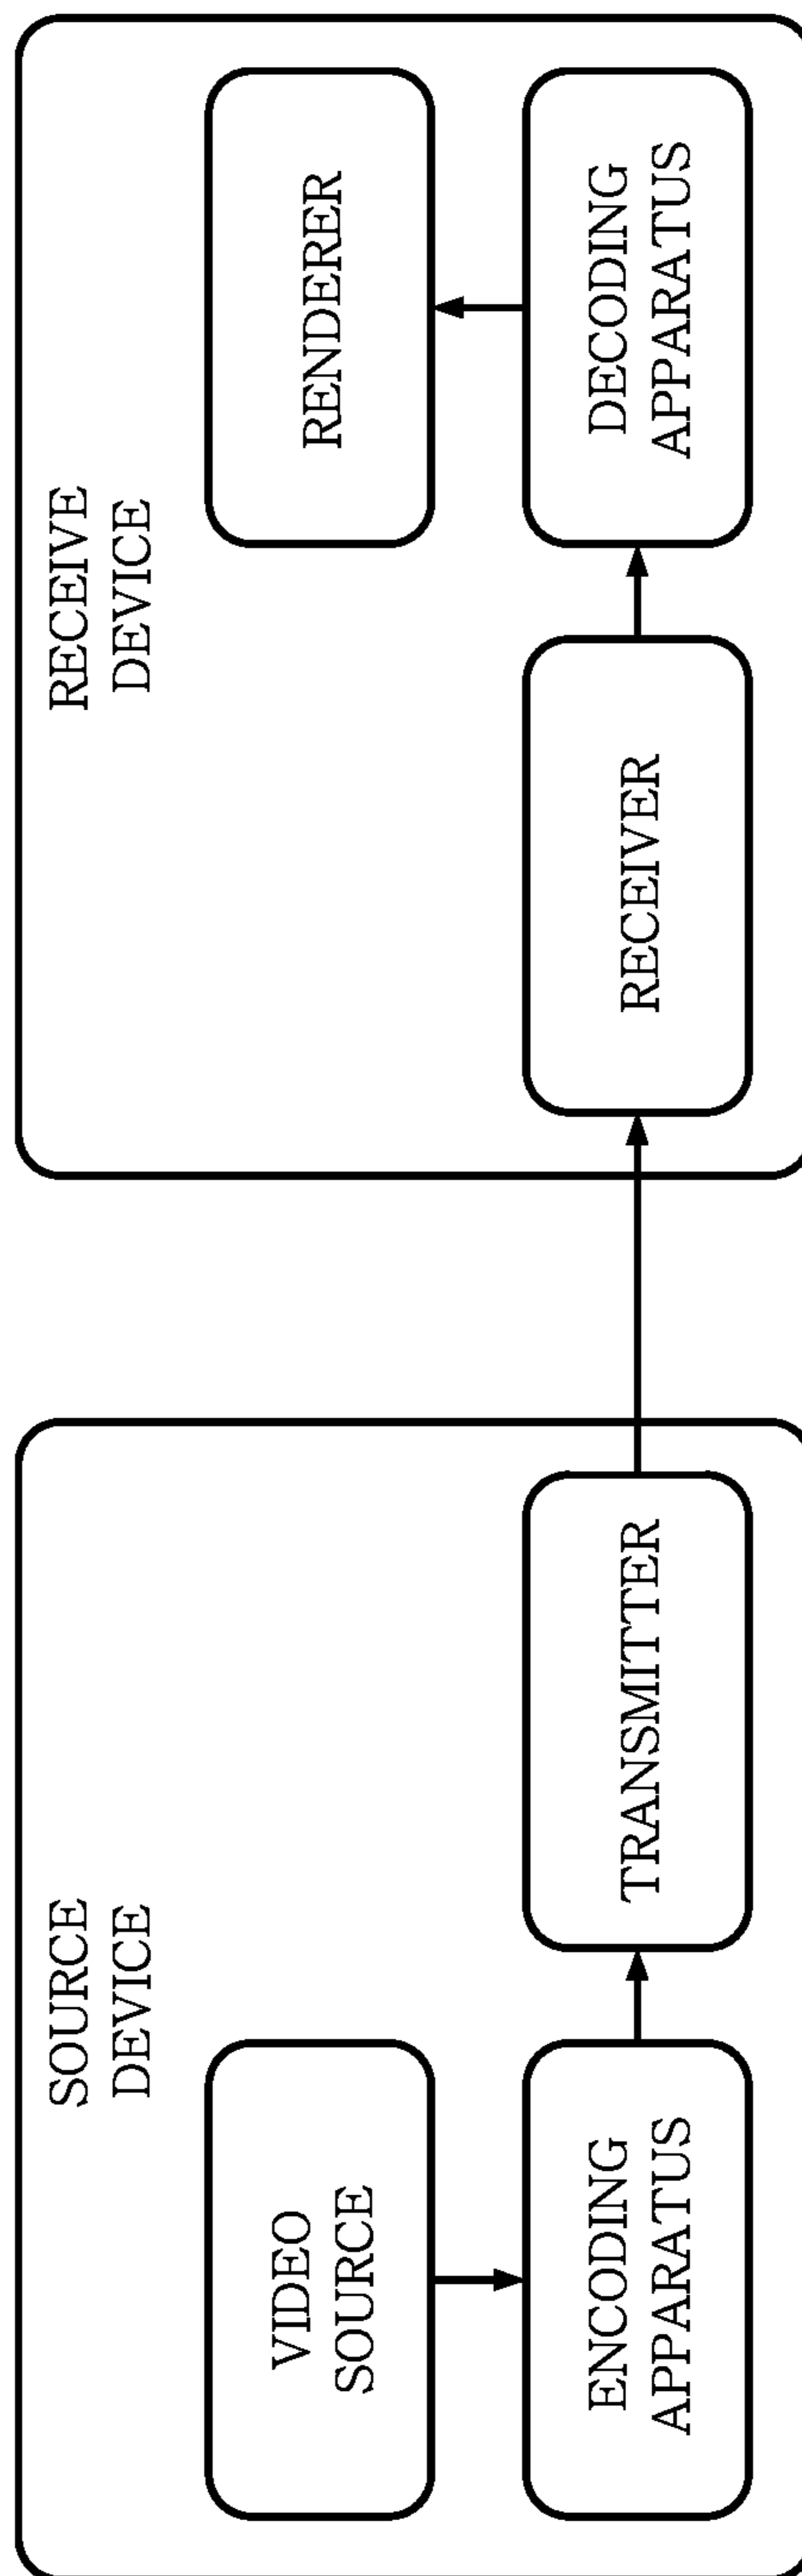 SOURCE
DEVICE
VIDEO
SOURCE
ENCODING
APPARATUS
TRANSMITTER
RECEIVE
DEVICE
RECEIVER
RENDERER
DECODING
APPARATUS